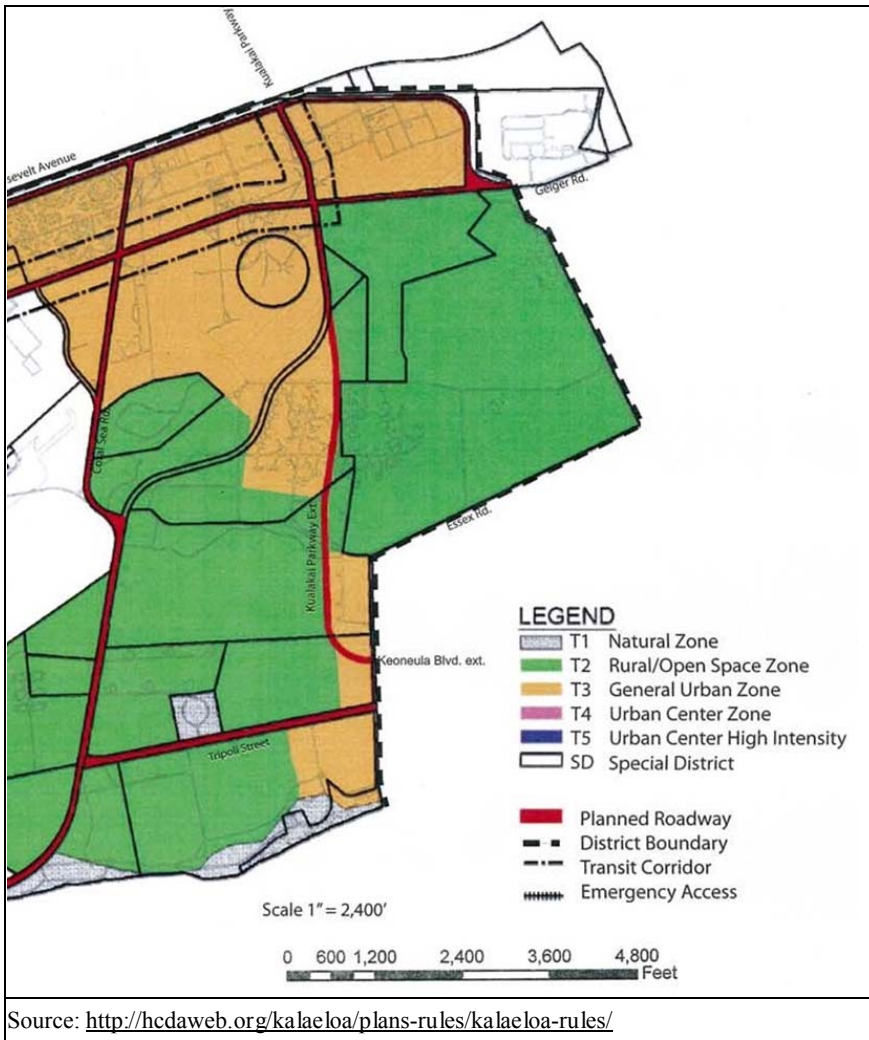 Kualakai Parkway
sevelt Avenue
Geiger Rd.
Coral Sea Rd.
Essex Rd.
Kualakai Parkway Ext.
Keoneula Blvd. ext.
Tripoli Street
LEGEND
T1 Natural Zone
T2 Rural/Open Space Zone
T3 General Urban Zone
T4 Urban Center Zone
T5 Urban Center High Intensity
SD Special District
Planned Roadway
District Boundary
Transit Corridor
Emergency Access
Scale 1" = 2,400'
0 600 1,200 2,400 3,600 4,800
Feet
Source: http://hcdaweb.org/kalaeloa/plans-rules/kalaeloa-rules/